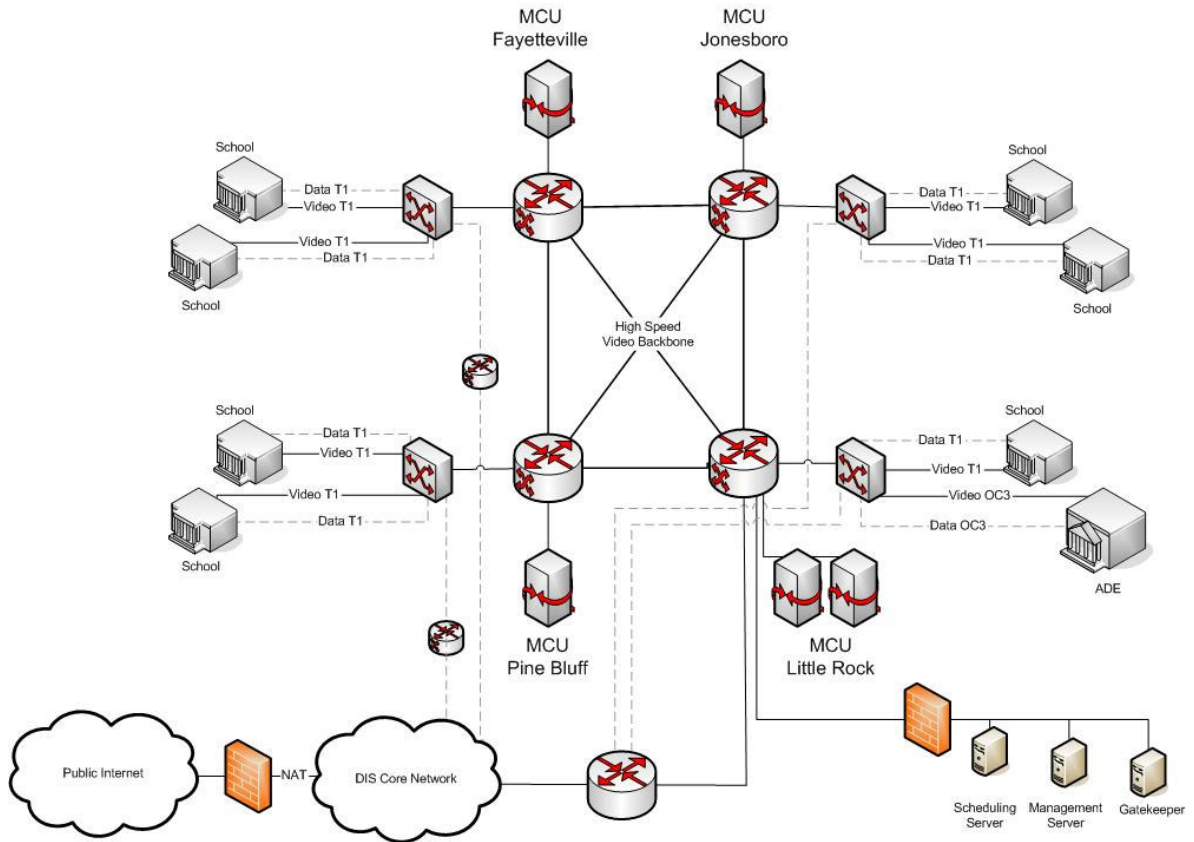 MCU
Fayetteville
MCU
Jonesboro
School
Data T1
Video T1
Video T1
Data T1
School
School
Data T1
Video T1
Video T1
Data T1
School
High Speed
Video Backbone
School
Data T1
Video T1
Video T1
Data T1
School
School
Data T1
Video T1
Video OC3
Data OC3
ADE
MCU
Pine Bluff
MCU
Little Rock
Public Internet
NAT
DIS Core Network
Scheduling
Server
Management
Server
Gatekeeper